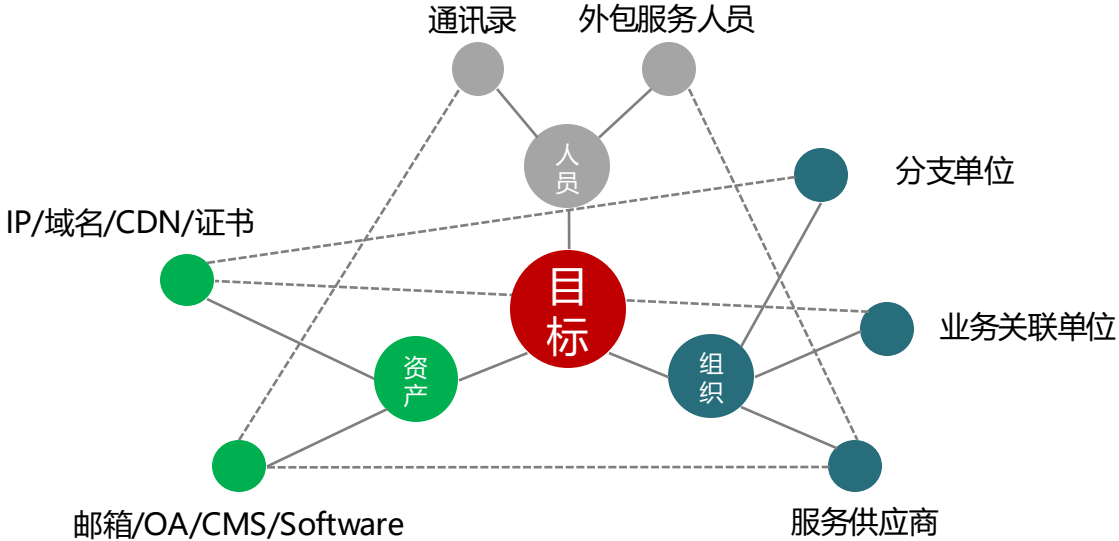 通讯录
外包服务人员
人
员
分支单位
IP/域名/CDN/证书
目
标
业务关联单位
资
产
组
织
邮箱/OA/CMS/Software
服务供应商